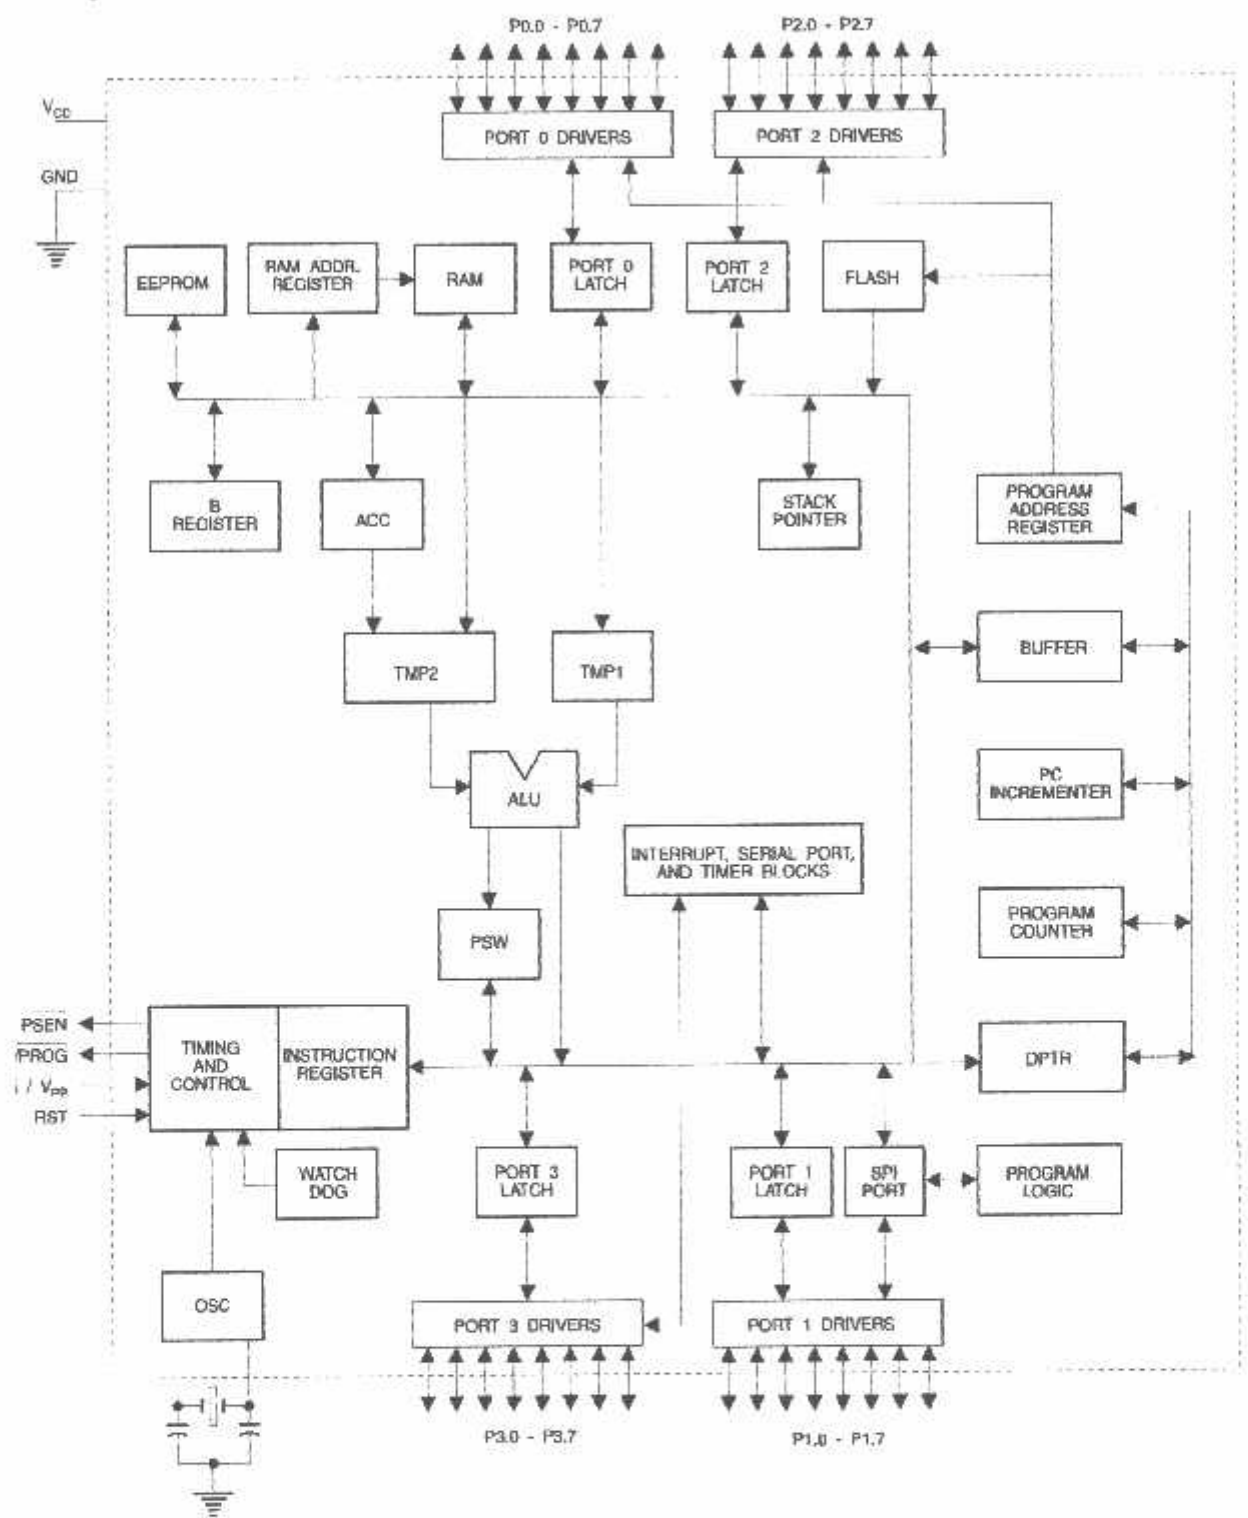 P0.0 - P0.7
P2.0 - P2.7
VCC
PORT 0 DRIVERS
PORT 2 DRIVERS
GND
EEPROM
RAM ADDR.
REGISTER
RAM
PORT 0
LATCH
PORT 2
LATCH
FLASH
B
REGISTER
ACC
STACK
POINTER
PROGRAM
ADDRESS
REGISTER
BUFFER
TMP2
TMP1
ALU
PC
INCREMENTER
INTERRUPT, SERIAL PORT,
AND TIMER BLOCKS
PROGRAM
COUNTER
PSW
PSEN
/PROG
/ VPP
RST
TIMING
AND
CONTROL
INSTRUCTION
REGISTER
DPTR
WATCH
DOG
PORT 3
LATCH
PORT 1
LATCH
SPI
PORT
PROGRAM
LOGIC
OSC
PORT 3 DRIVERS
PORT 1 DRIVERS
P3.0 - P3.7
P1.0 - P1.7